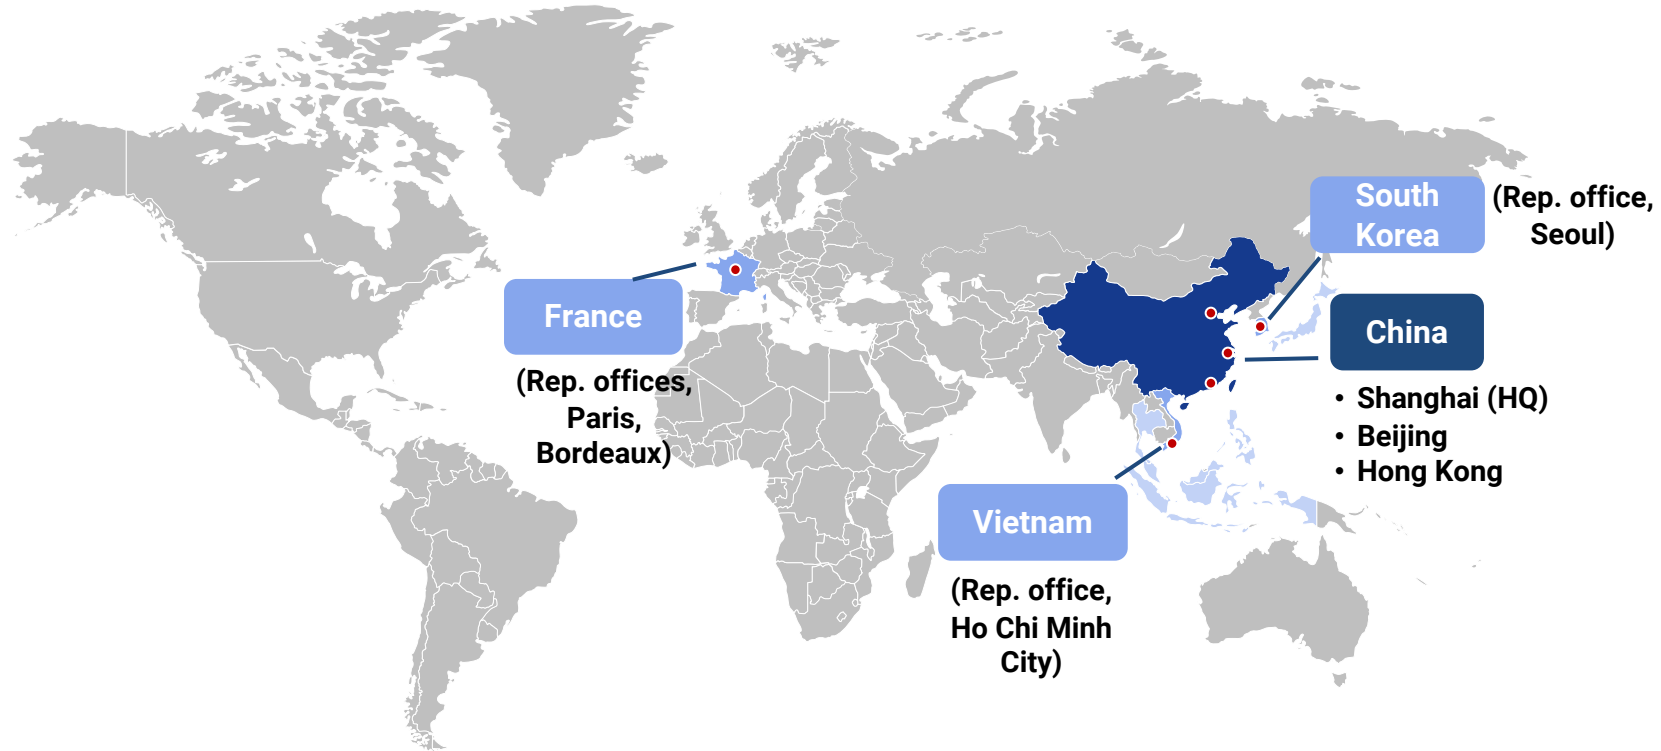 South
Korea
(Rep. office,
Seoul)
France
(Rep. offices,
Paris,
Bordeaux)
China
• Shanghai (HQ)
• Beijing
• Hong Kong
Vietnam
(Rep. office,
Ho Chi Minh
City)